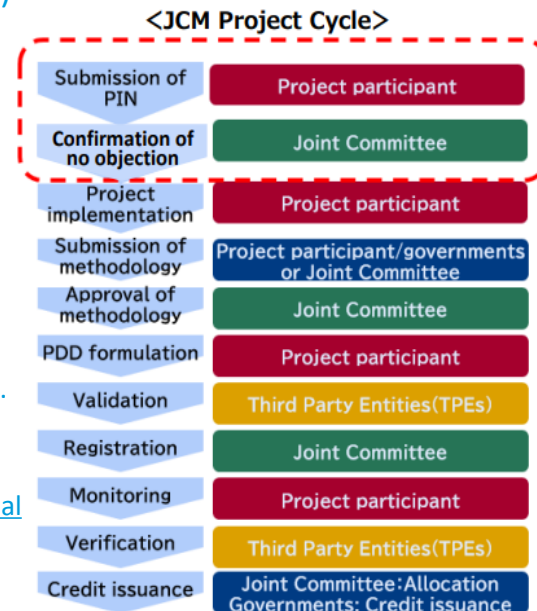 )
<JCM Project Cycle>
Submission of
PIN
Project participant
Confirmation of
no objection
Joint Committee
Project
implementation
Project participant
Submission of
methodology
Project participant/governments
or Joint Committee
Approval of
methodology
Joint Committee
PDD formulation
Project participant
.
Validation
Third Party Entities(TPEs)
Registration
Joint Committee
al
Monitoring
Project participant
Verification
Third Party Entities(TPEs)
Credit issuance
Joint Committee:Allocation
Governments: Credit issuance